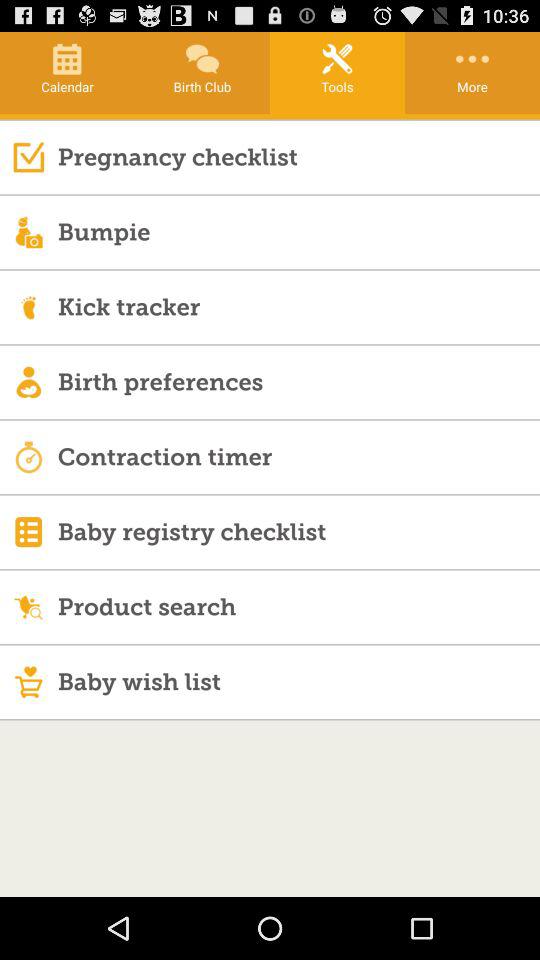 10:36
Calendar
Birth Club
Tools
More
Pregnancy checklist
Bumpie
Kick tracker
Birth preferences
Contraction timer
Baby registry checklist
Product search
Baby wish list